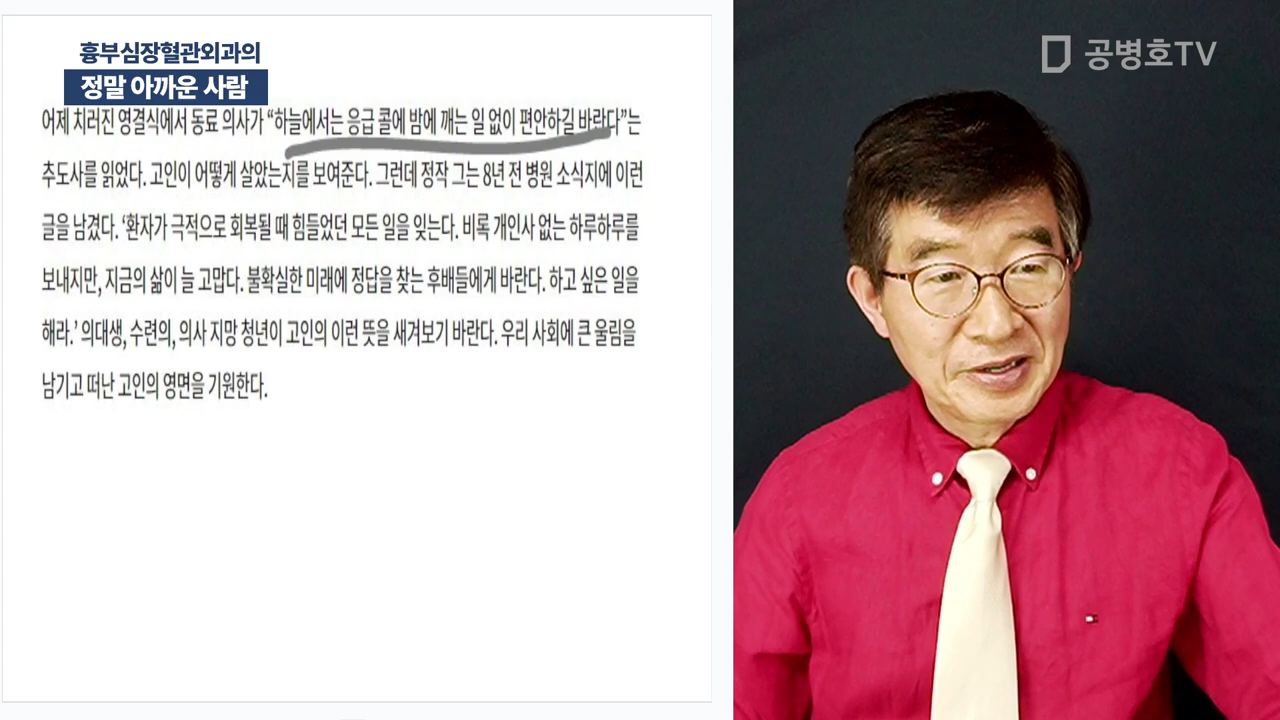 흉부심장혈관외과의
정말 아까운 사람
어제 치러진 영결식에서 동료 의사가 “하늘에서는 응급 콜에 밤에 깨는 일 없이 편안하길 바란다”는
추도사를 읽었다. 고인이 어떻게 살았는지를 보여준다. 그런데 정작 그는 8년 전 병원 소식지에 이런
글을 남겼다. ‘환자가 극적으로 회복될 때 힘들었던 모든 일을 잊는다. 비록 개인사 없는 하루하루를
보내지만, 지금의 삶이 늘 고맙다. 불확실한 미래에 정답을 찾는 후배들에게 바란다. 하고 싶은 일을
해라.’ 의대생, 수련의, 의사 지망 청년이 고인의 이런 뜻을 새겨보기 바란다. 우리 사회에 큰 울림을
남기고 떠난 고인의 영면을 기원한다.
공병호TV